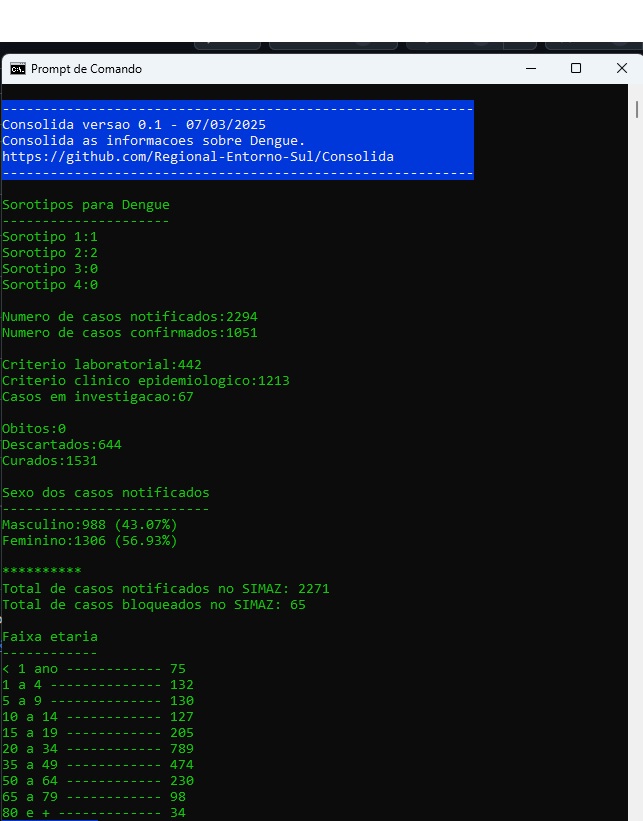 Prompt de Comando
-----------------------------------------------------------
Consolida versao 0.1 - 07/03/2025
Consolida as informacoes sobre Dengue.
https://github.com/Regional-Entorno-Sul/Consolida
-----------------------------------------------------------
Sorotipos para Dengue
---------------------
Sorotipo 1:1
Sorotipo 2:2
Sorotipo 3:0
Sorotipo 4:0
Numero de casos notificados:2294
Numero de casos confirmados:1051
Criterio laboratorial:442
Criterio clinico epidemiologico:1213
Casos em investigacao:67
Obitos:0
Descartados:644
Curados:1531
Sexo dos casos notificados
--------------------------
Masculino:988 (43.07%)
Feminino:1306 (56.93%)
**********
Total de casos notificados no SIMAZ: 2271
Total de casos bloqueados no SIMAZ: 65
Faixa etaria
------------
< 1 ano ------------ 75
1 a 4 -------------- 132
5 a 9 -------------- 130
10 a 14 ------------ 127
15 a 19 ------------ 205
20 a 34 ------------ 789
35 a 49 ------------ 474
50 a 64 ------------ 230
65 a 79 ------------ 98
80 e + ------------- 34